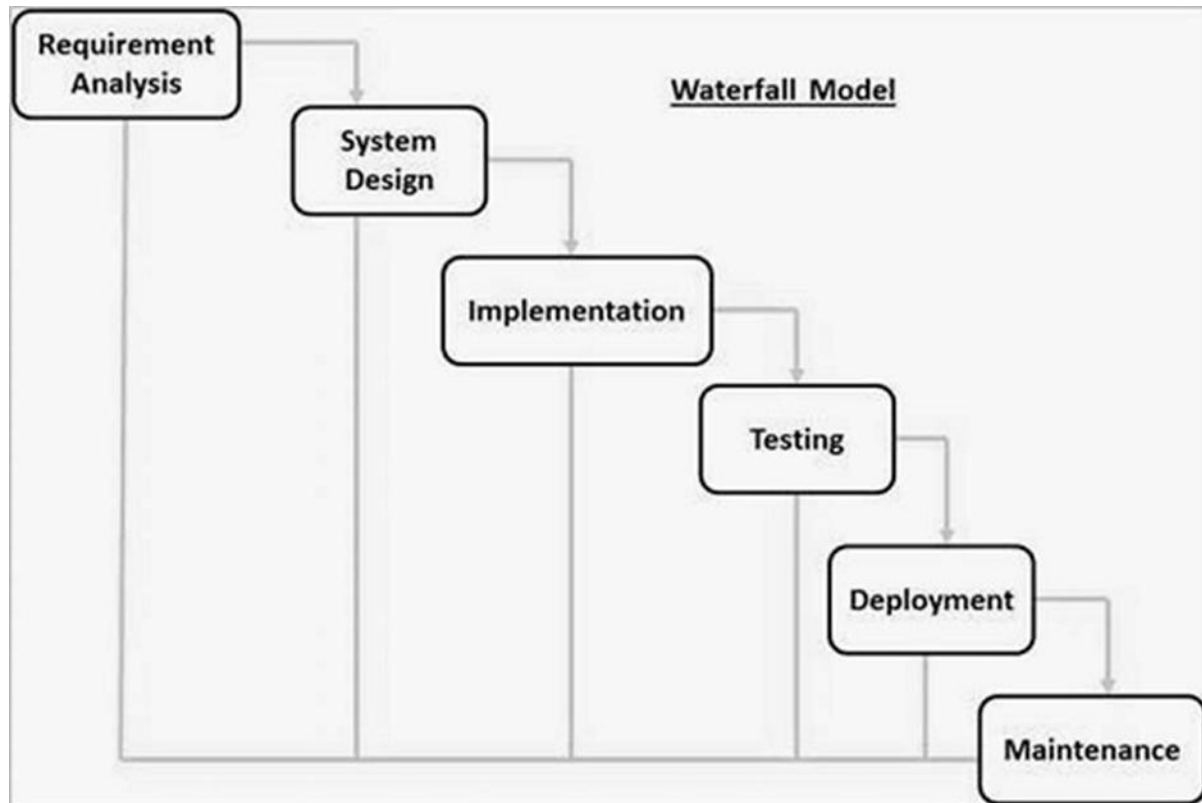 Requirement
Analysis
Waterfall Model
System
Design
Implementation
Testing
Deployment
Maintenance